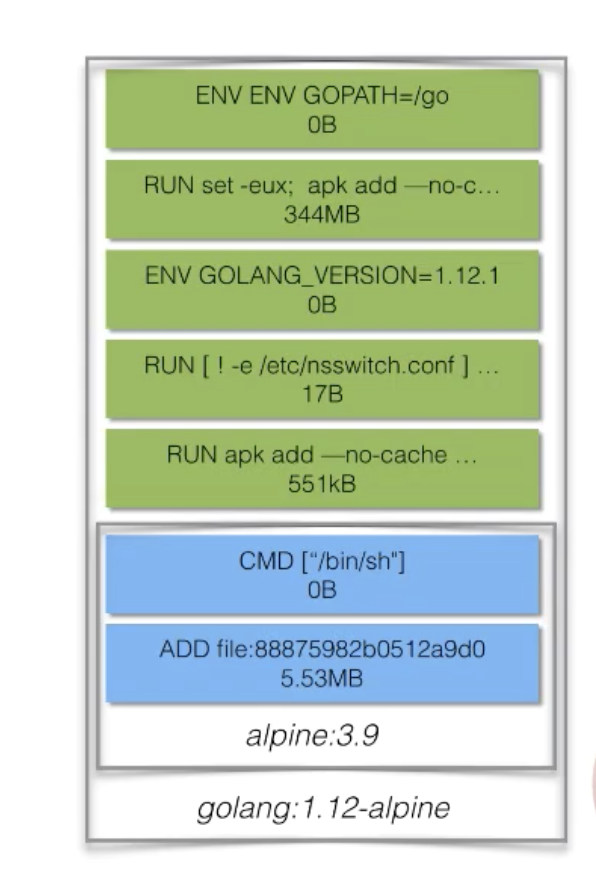 ENV ENV GOPATH=/go
0B
RUN set -eux;  apk add —no-c…
344MB
ENV GOLANG_VERSION=1.12.1
0B
RUN [ ! -e /etc/nsswitch.conf ] …
17B
RUN apk add —no-cache …
551kB
CMD [“/bin/sh"]
0B
ADD file:88875982b0512a9d0
5.53MB
alpine:3.9
golang:1.12-alpine